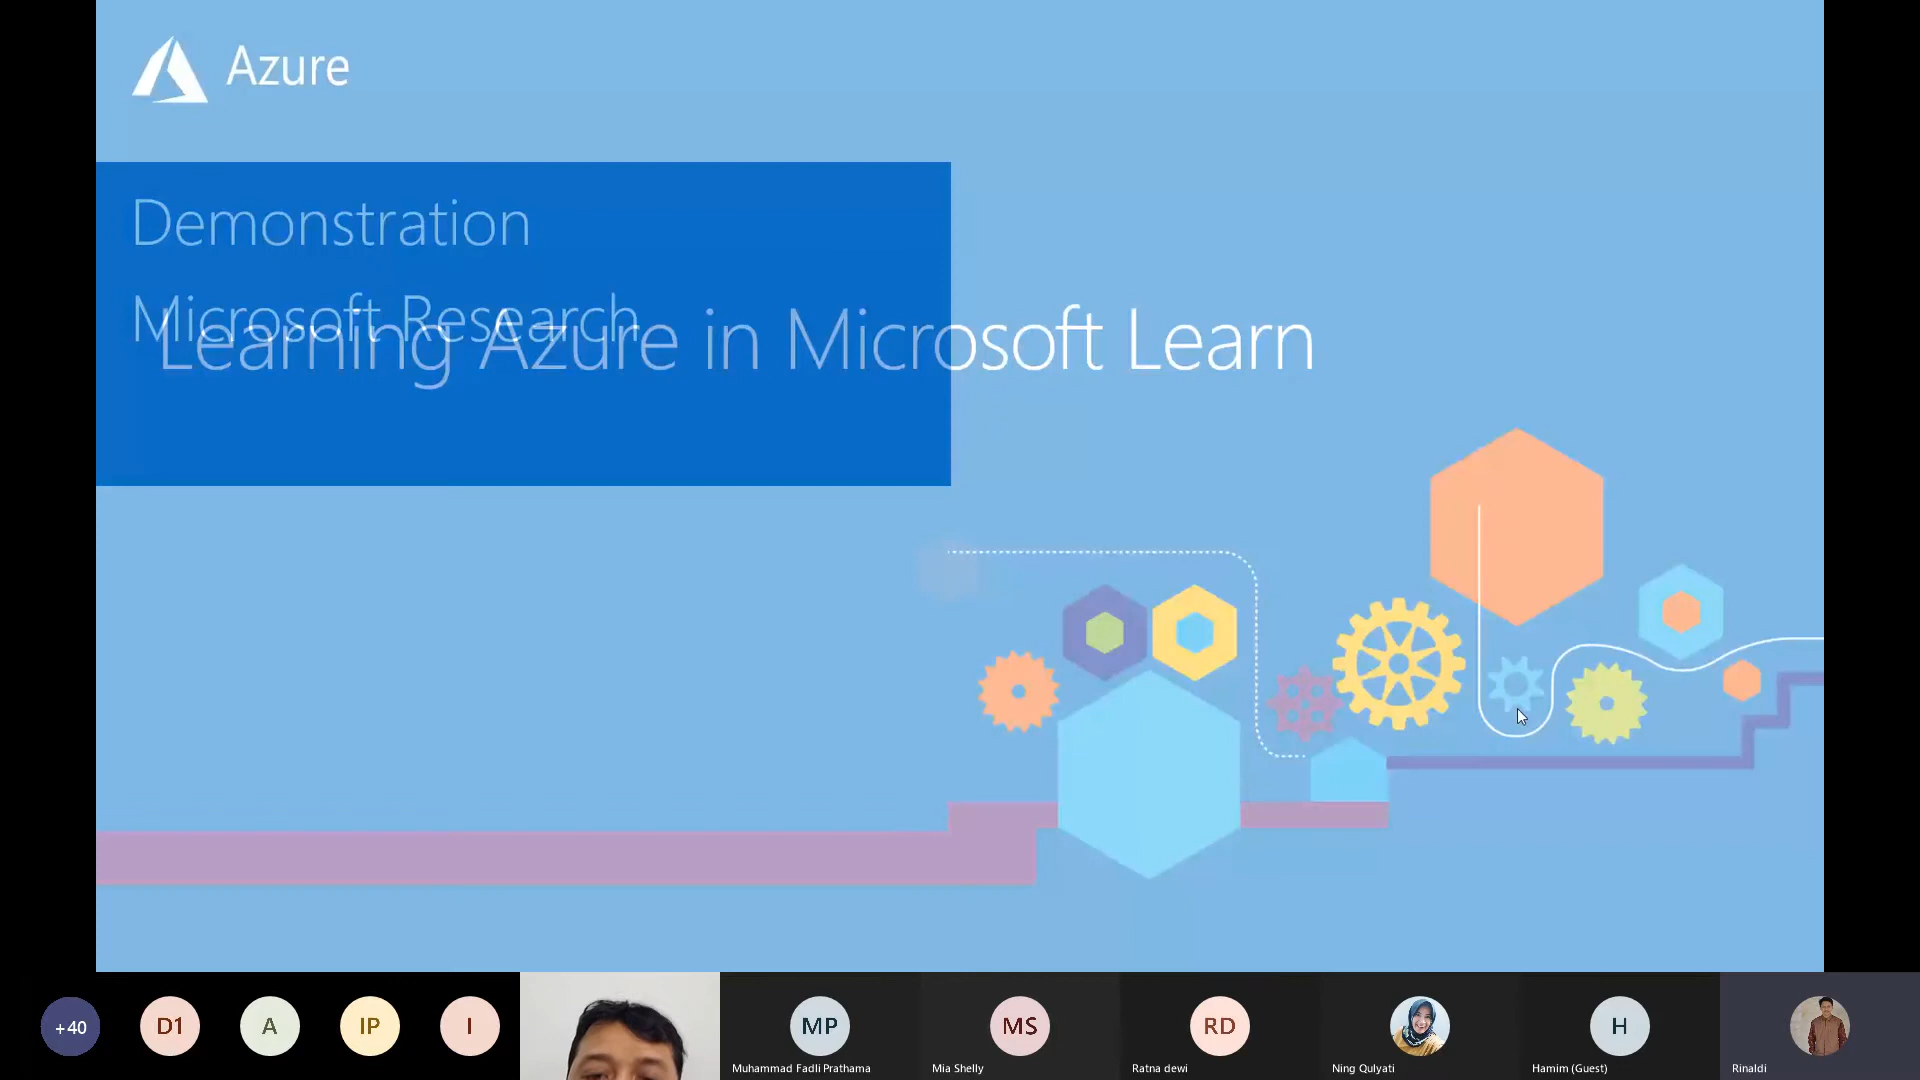 Azure
Demonstration
Microsoft Research
Learning Azure in Microsoft Learn
+40
D1
A
IP
I
MP
MS
RD
H
Muhammad Fadli Prathama
Mia Shelly
Ratna dewi
Ning Qulyati
Hamim (Guest)
Rinaldi